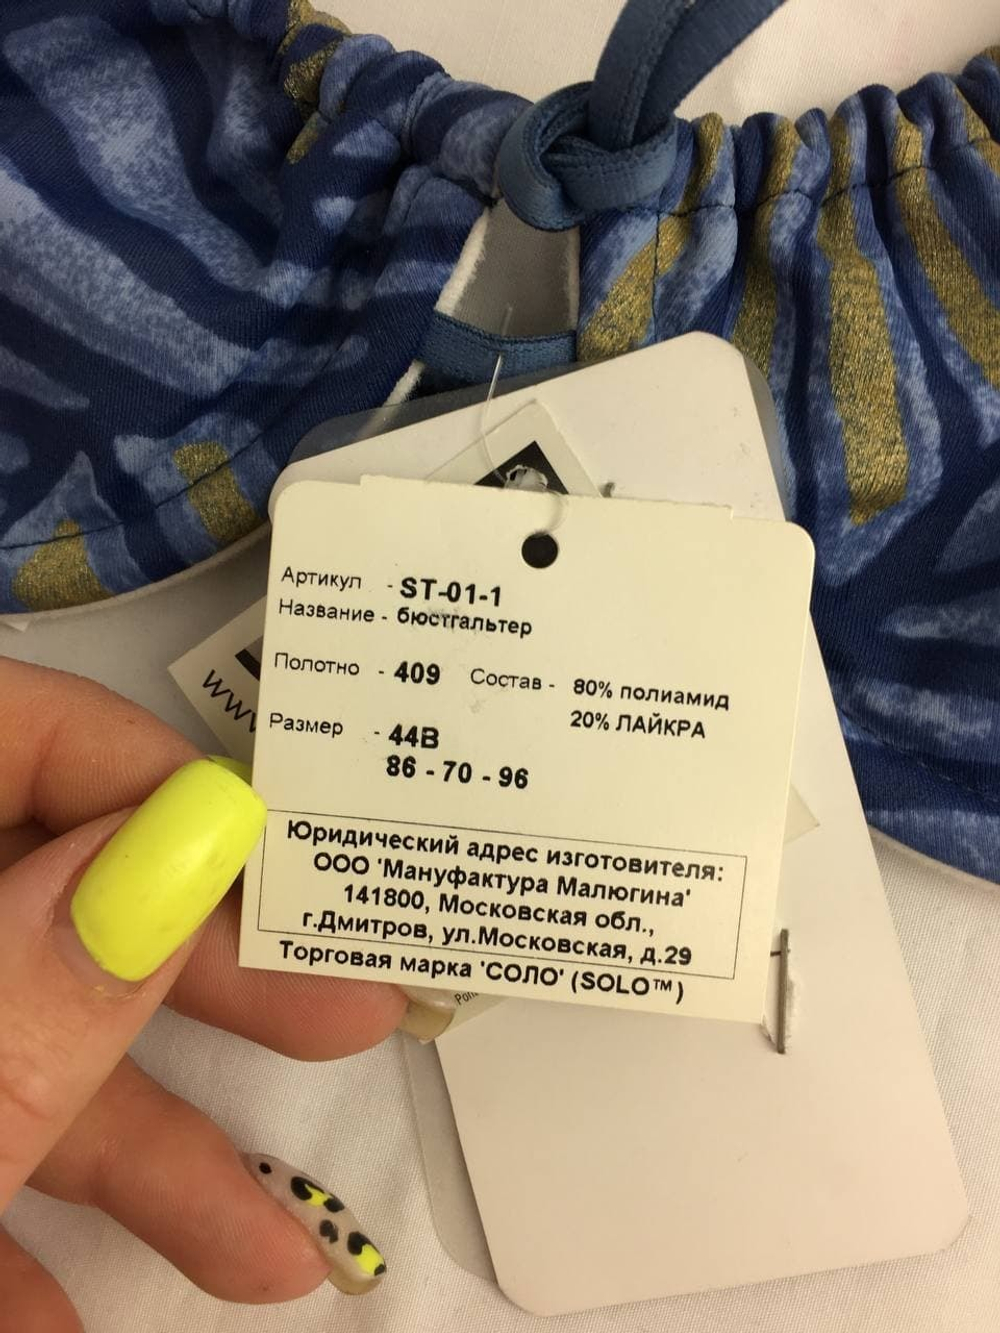 Артикул - ST-01-1
Название - бюстгальтер
Полотно - 409 Состав - 80% полиамид
20% ЛАЙКРА
Размер - 44B
86 - 70 - 96
Юридический адрес изготовителя:
ООО 'Мануфактура Малюгина'
141800, Московская обл.,
г.Дмитров, ул.Московская, д.29
Торговая марка 'СОЛО' (SOLO™)
www